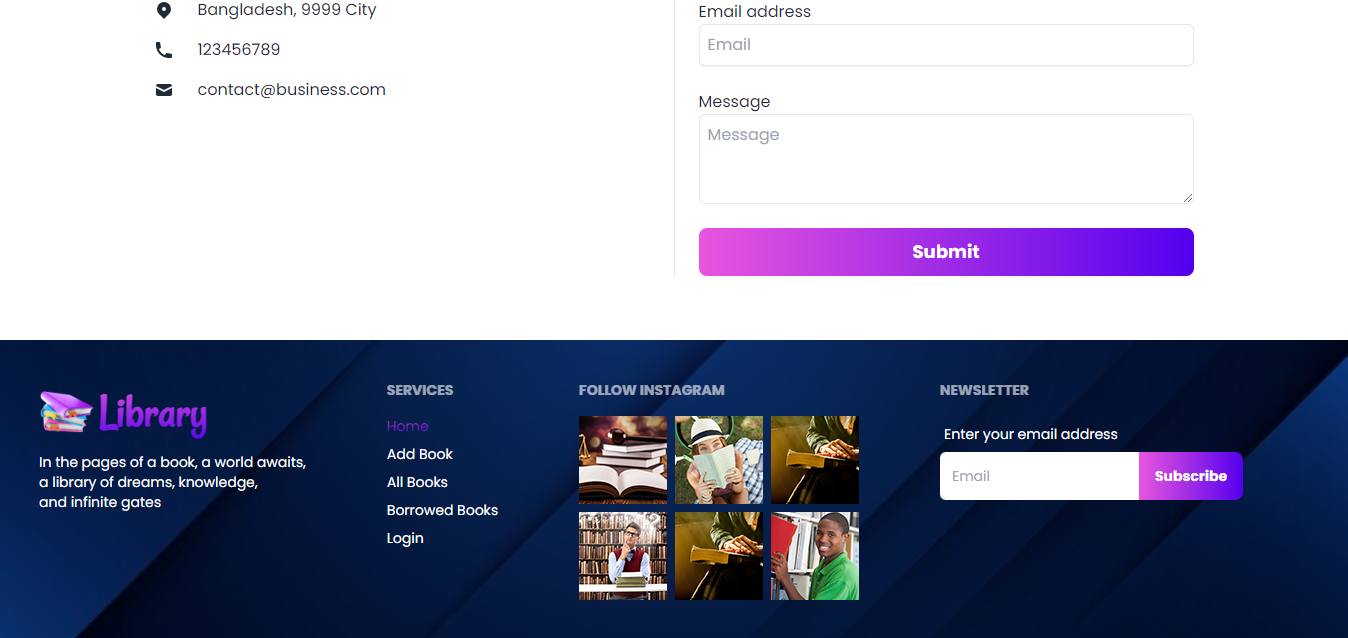 Bangladesh, 9999 City
123456789
contact@business.com
Email address
Email
Message
Message
Submit
Library
In the pages of a book, a world awaits,
a library of dreams, knowledge,
and infinite gates
SERVICES
Home
Add Book
All Books
Borrowed Books
Login
FOLLOW INSTAGRAM
NEWSLETTER
Enter your email address
Email
Subscribe